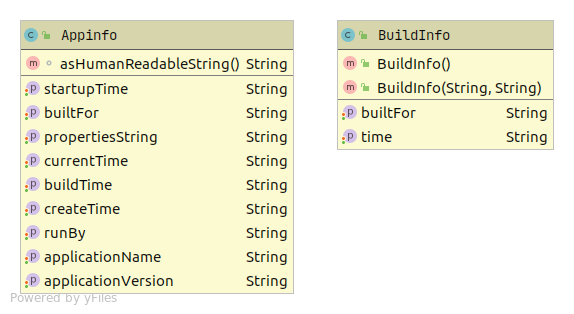 Appinfo
asHumanReadableString() String
startupTime String
builtFor String
propertiesString String
currentTime String
buildTime String
createTime String
runBy String
applicationName String
applicationVersion String
Powered by yFiles
BuildInfo
BuildInfo()
BuildInfo(String, String)
builtFor String
time String